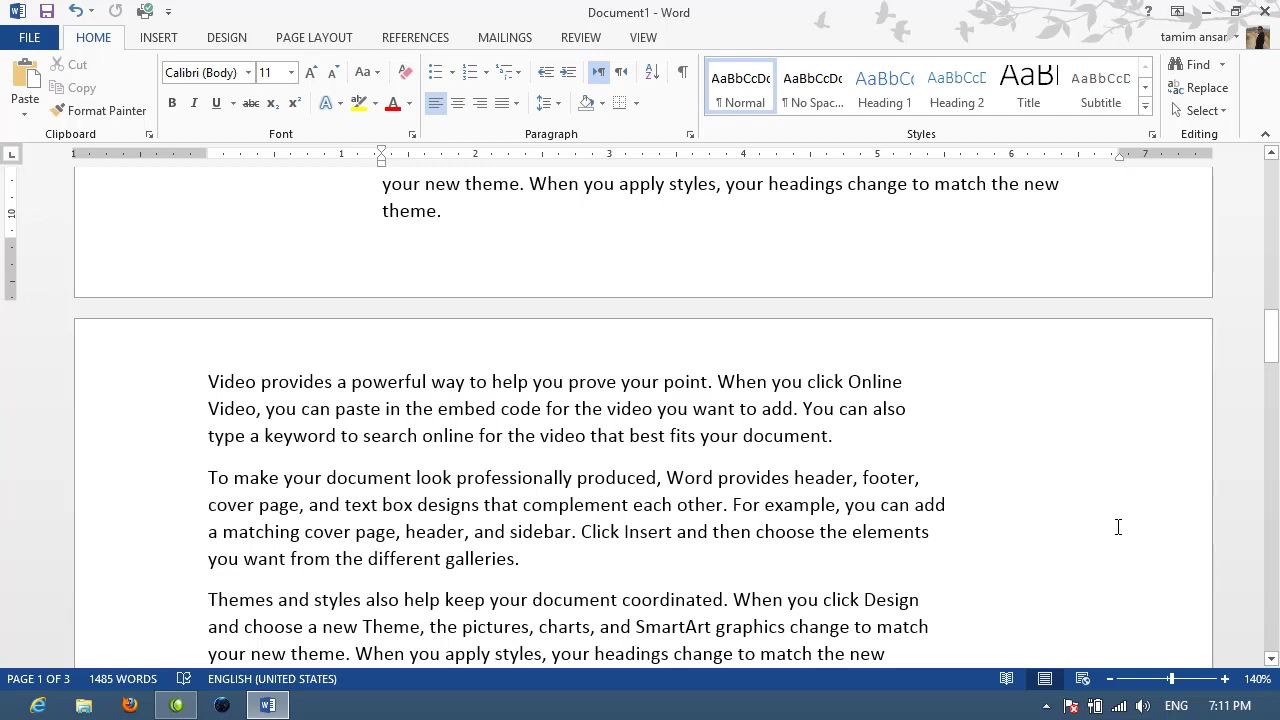 Document1 - Word
FILE HOME INSERT DESIGN PAGE LAYOUT REFERENCES MAILINGS REVIEW VIEW
tamim ansar
Cut
Copy
Format Painter
Paste
Clipboard
Calibri (Body) 11
Font
Paragraph
AaBbCcDc
¶ Normal
AaBbCcDc
¶ No Spac...
AaBbCc
Heading 1
AaBbCcD
Heading 2
AaBl
Title
AaBbCcD
Subtitle
Styles
Find
Replace
Select
Editing
1 1 2 3 4 5 6 7
10
your new theme. When you apply styles, your headings change to match the new
theme.
Video provides a powerful way to help you prove your point. When you click Online
Video, you can paste in the embed code for the video you want to add. You can also
type a keyword to search online for the video that best fits your document.
To make your document look professionally produced, Word provides header, footer,
cover page, and text box designs that complement each other. For example, you can add
a matching cover page, header, and sidebar. Click Insert and then choose the elements
you want from the different galleries.
Themes and styles also help keep your document coordinated. When you click Design
and choose a new Theme, the pictures, charts, and SmartArt graphics change to match
your new theme. When you apply styles, your headings change to match the new
PAGE 1 OF 3 1485 WORDS ENGLISH (UNITED STATES) 140%
ENG 7:11 PM